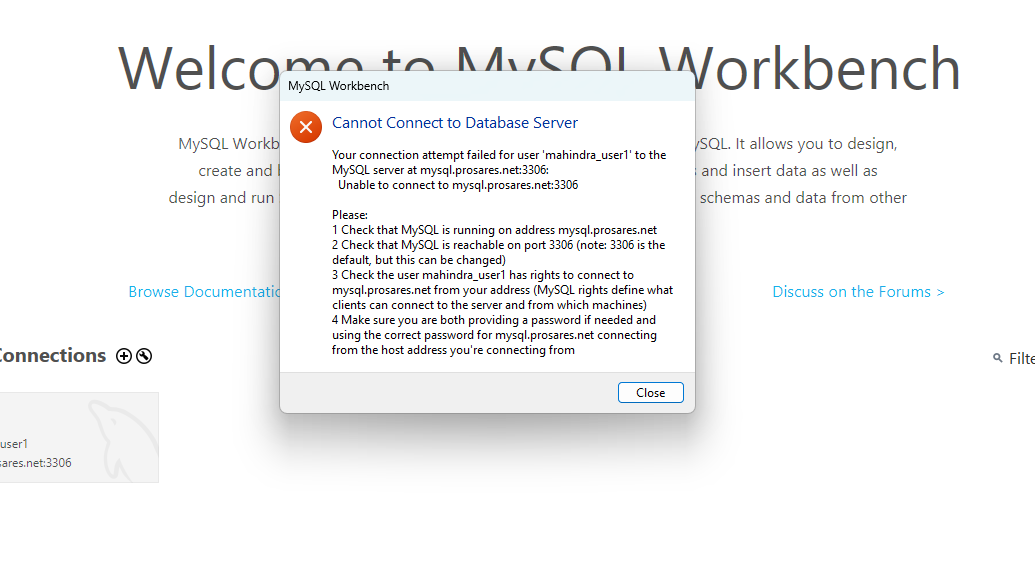 Welcome to MySQL Workbench
MySQL Workbench
Cannot Connect to Database Server
Your connection attempt failed for user 'mahindra_user1' to the
MySQL server at mysql.prosares.net:3306:
Unable to connect to mysql.prosares.net:3306
Please:
1 Check that MySQL is running on address mysql.prosares.net
2 Check that MySQL is reachable on port 3306 (note: 3306 is the
default, but this can be changed)
3 Check the user mahindra_user1 has rights to connect to
mysql.prosares.net from your address (MySQL rights define what
clients can connect to the server and from which machines)
4 Make sure you are both providing a password if needed and
using the correct password for mysql.prosares.net connecting
from the host address you're connecting from
Close
MySQL Workb ySQL. It allows you to design,
create and s and insert data as well as
design and run schemas and data from other
Browse Documentatio Discuss on the Forums >
Connections Filte
user1
sares.net:3306